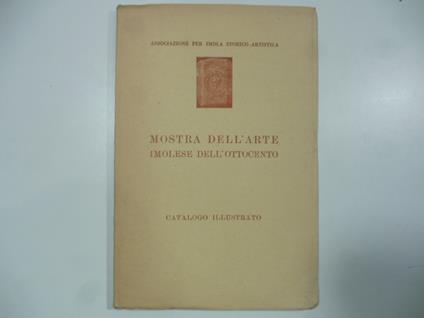 ASSOCIAZIONE PER IMOLA STORICO-ARTISTICA
MOSTRA DELL'ARTE
IMOLESE DELL'OTTOCENTO
CATALOGO ILLUSTRATO